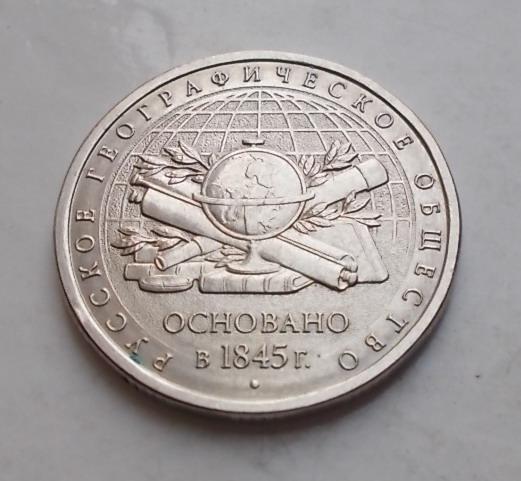 РУССКОЕ ГЕОГРАФИЧЕСКОЕ ОБЩЕСТВО
ОСНОВАНО
в 1845 г.